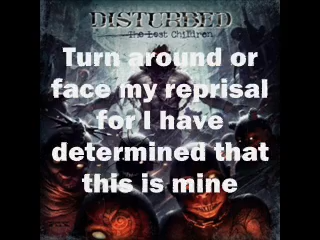 DISTURBED
The Lost Children
Turn around or
face my reprisal
for I have
determined that
this is mine